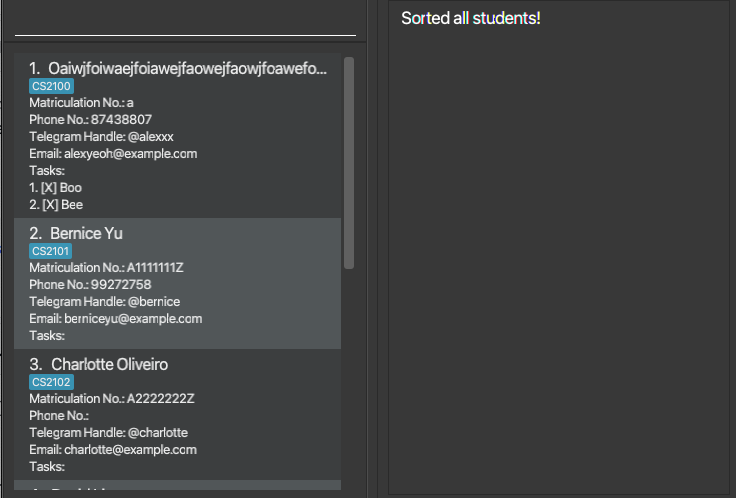 Sorted all students!
1. Oaiwjfoiwaejfoiawejfaowejfaowjfoawefo...
CS2100
Matriculation No.: a
Phone No.: 87438807
Telegram Handle: @alexxx
Email: alexyeoh@example.com
Tasks:
1. [X] Boo
2. [X] Bee
2. Bernice Yu
CS2101
Matriculation No.: A1111111Z
Phone No.: 99272758
Telegram Handle: @bernice
Email: berniceyu@example.com
Tasks:
3. Charlotte Oliveiro
CS2102
Matriculation No.: A2222222Z
Phone No.:
Telegram Handle: @charlotte
Email: charlotte@example.com
Tasks: